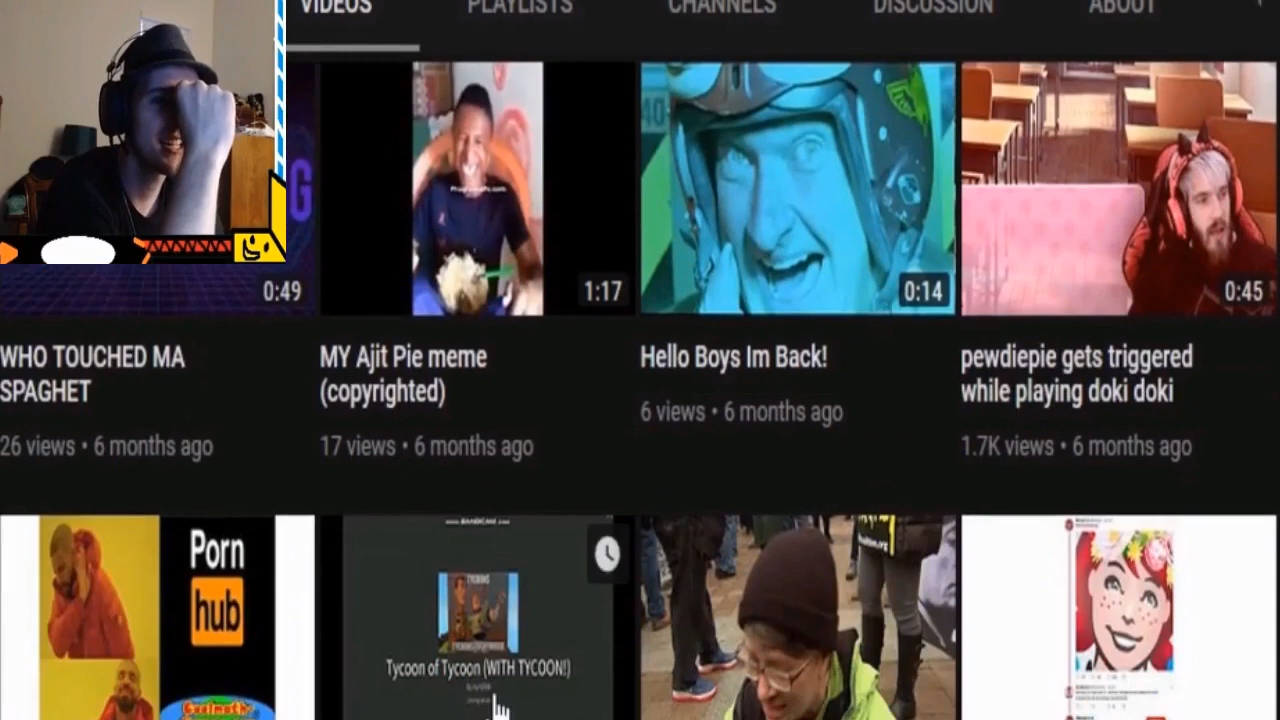 VIDEOS PLAYLISTS CHANNELS DISCUSSION ABOUT
G
0:49 1:17 0:14 0:45
WHO TOUCHED MA
SPAGHET
26 views • 6 months ago
MY Ajit Pie meme
(copyrighted)
17 views • 6 months ago
Hello Boys Im Back!
6 views • 6 months ago
pewdiepie gets triggered
while playing doki doki
1.7K views • 6 months ago
Porn
hub
Coolmath
TYCOONS
Tycoon of Tycoon (WITH TYCOON!)